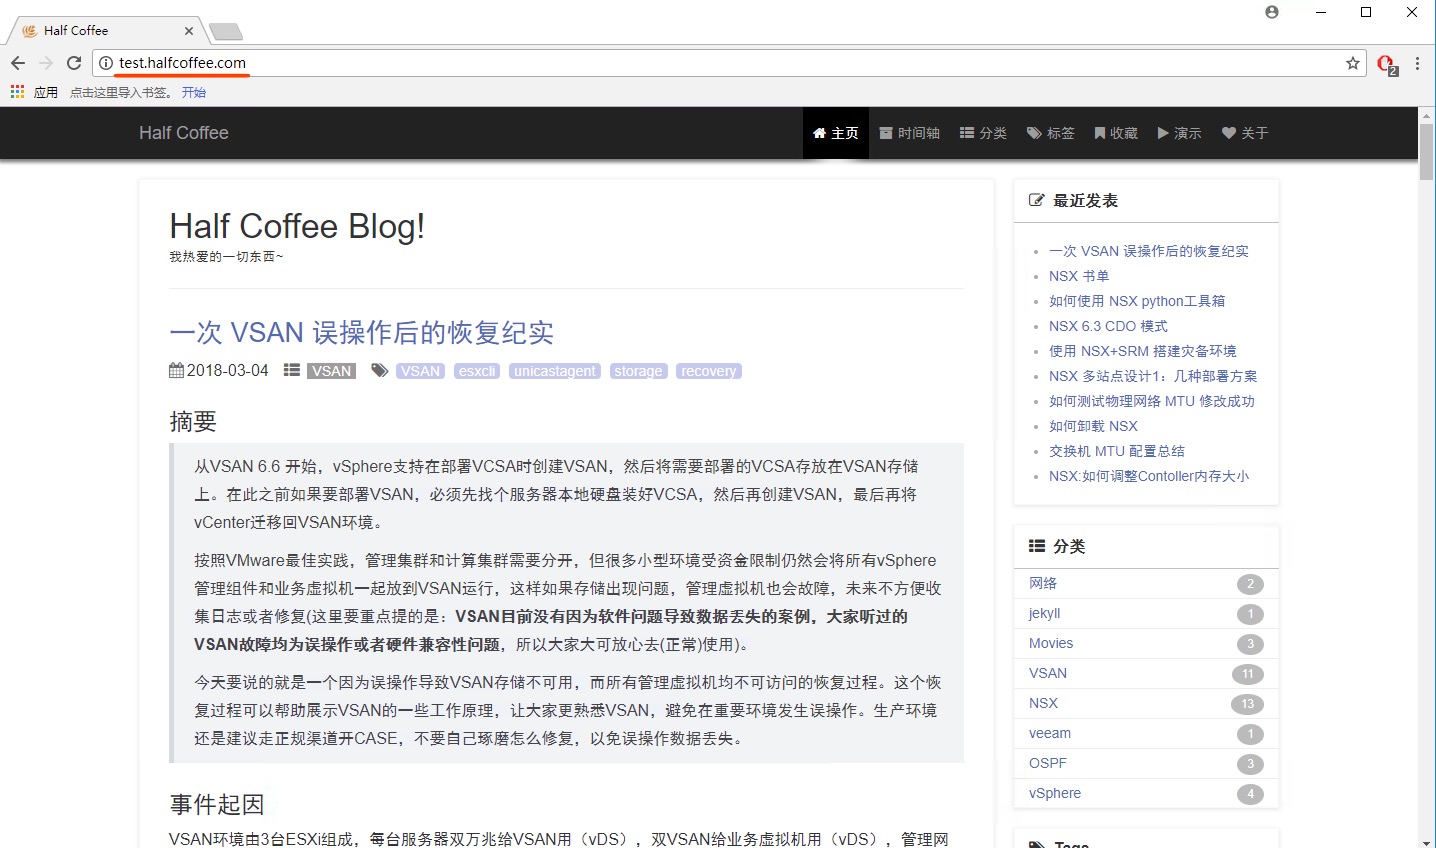 Half Coffee
test.halfcoffee.com
2
应用 点击这里导入书签。 开始
Half Coffee 主页 时间轴 分类 标签 收藏 演示 关于
Half Coffee Blog!
我热爱的一切东西~
一次 VSAN 误操作后的恢复纪实
2018-03-04 VSAN VSAN esxcli unicastagent storage recovery
摘要
从VSAN 6.6 开始，vSphere支持在部署VCSA时创建VSAN，然后将需要部署的VCSA存放在VSAN存储
上。在此之前如果要部署VSAN，必须先找个服务器本地硬盘装好VCSA，然后再创建VSAN，最后再将
vCenter迁移回VSAN环境。
按照VMware最佳实践，管理集群和计算集群需要分开，但很多小型环境受资金限制仍然会将所有vSphere
管理组件和业务虚拟机一起放到VSAN运行，这样如果存储出现问题，管理虚拟机也会故障，未来不方便收
集日志或者修复(这里要重点提的是：VSAN目前没有因为软件问题导致数据丢失的案例，大家听过的
VSAN故障均为误操作或者硬件兼容性问题，所以大家大可放心去(正常)使用)。
今天要说的就是一个因为误操作导致VSAN存储不可用，而所有管理虚拟机均不可访问的恢复过程。这个恢
复过程可以帮助展示VSAN的一些工作原理，让大家更熟悉VSAN，避免在重要环境发生误操作。生产环境
还是建议走正规渠道开CASE，不要自己琢磨怎么修复，以免误操作数据丢失。
事件起因
VSAN环境由3台ESXi组成，每台服务器双万兆给VSAN用（vDS），双VSAN给业务虚拟机用（vDS），管理网
最近发表
一次 VSAN 误操作后的恢复纪实
NSX 书单
如何使用 NSX python工具箱
NSX 6.3 CDO 模式
使用 NSX+SRM 搭建灾备环境
NSX 多站点设计1：几种部署方案
如何测试物理网络 MTU 修改成功
如何卸载 NSX
交换机 MTU 配置总结
NSX:如何调整Contoller内存大小
分类
网络 2
jekyll 1
Movies 3
VSAN 11
NSX 13
veeam 1
OSPF 3
vSphere 4
Tags